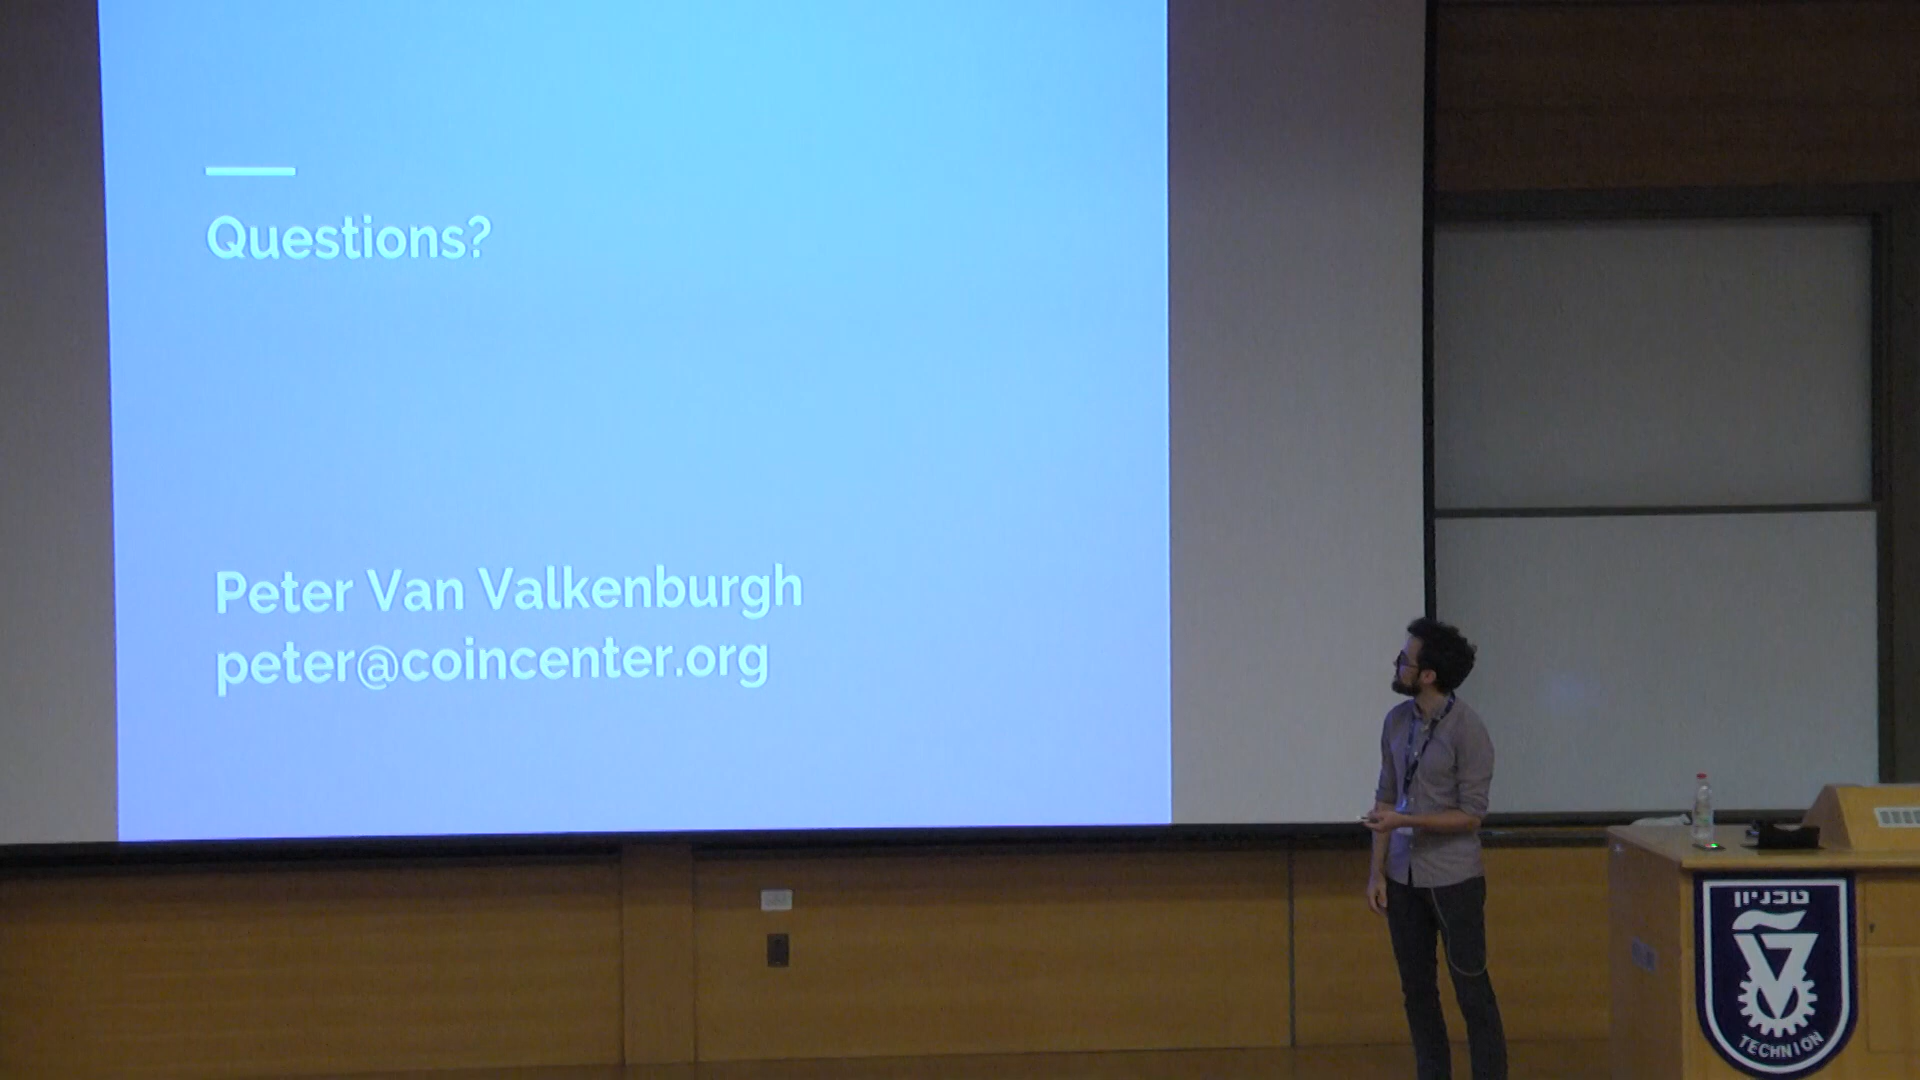 Questions?
Peter Van Valkenburgh
peter@coincenter.org
טכניון
TECHNION